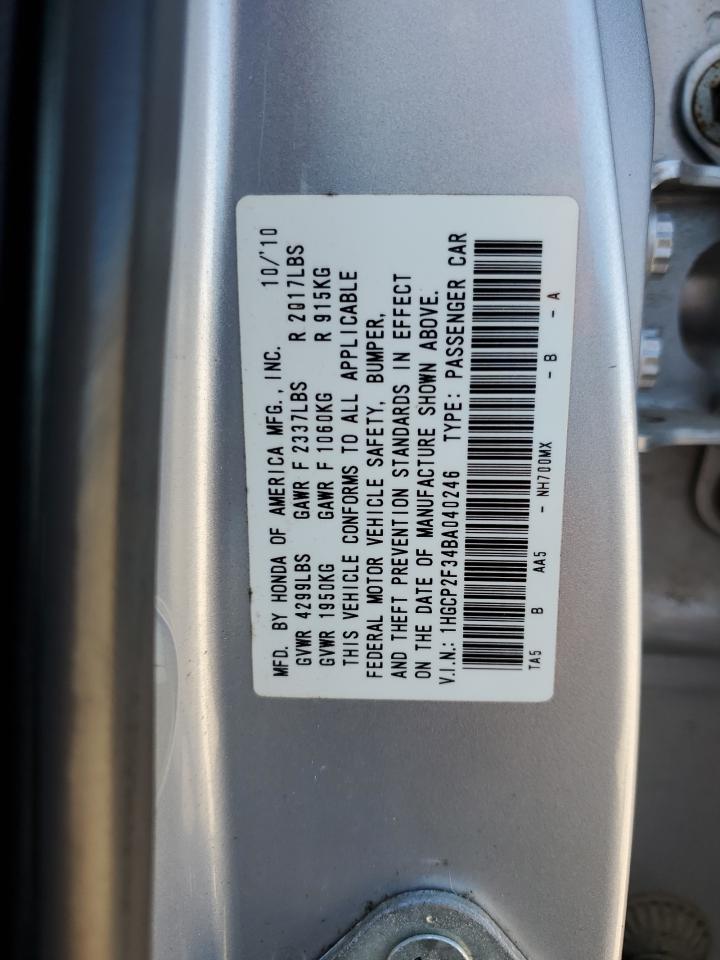 MFD. BY HONDA OF AMERICA MFG., INC. 10/'10
GVWR 4299LBS GAWR F 2337LBS R 2017LBS
GVWR 1950KG GAWR F 1060KG R 915KG
THIS VEHICLE CONFORMS TO ALL APPLICABLE
FEDERAL MOTOR VEHICLE SAFETY, BUMPER,
AND THEFT PREVENTION STANDARDS IN EFFECT
ON THE DATE OF MANUFACTURE SHOWN ABOVE.
V.I.N.: 1HGCP2F34BA040246 TYPE: PASSENGER CAR
TA5 B AA5 - NH700MX - B - A